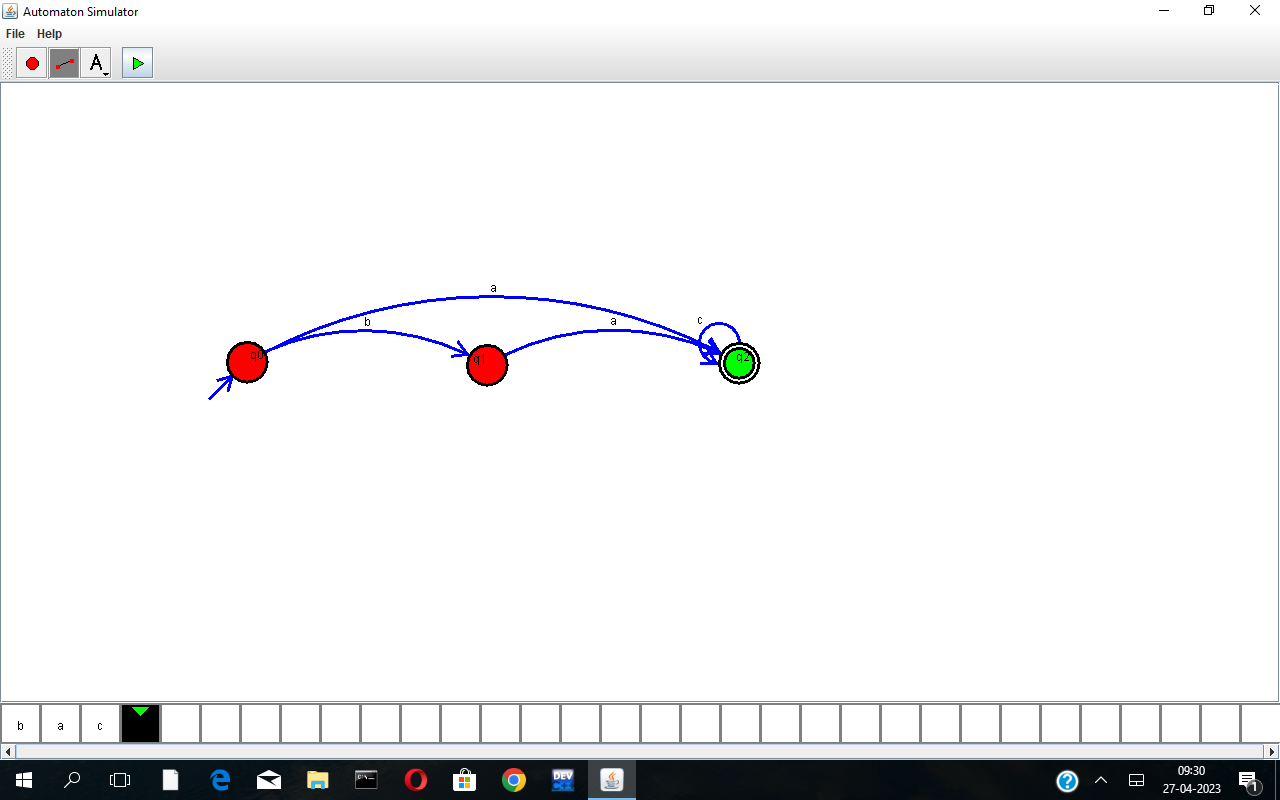 Automaton Simulator
File Help
A
a
b
a
c
q0
q1
q2
b a c
DEV
C++
09:30
27-04-2023
1